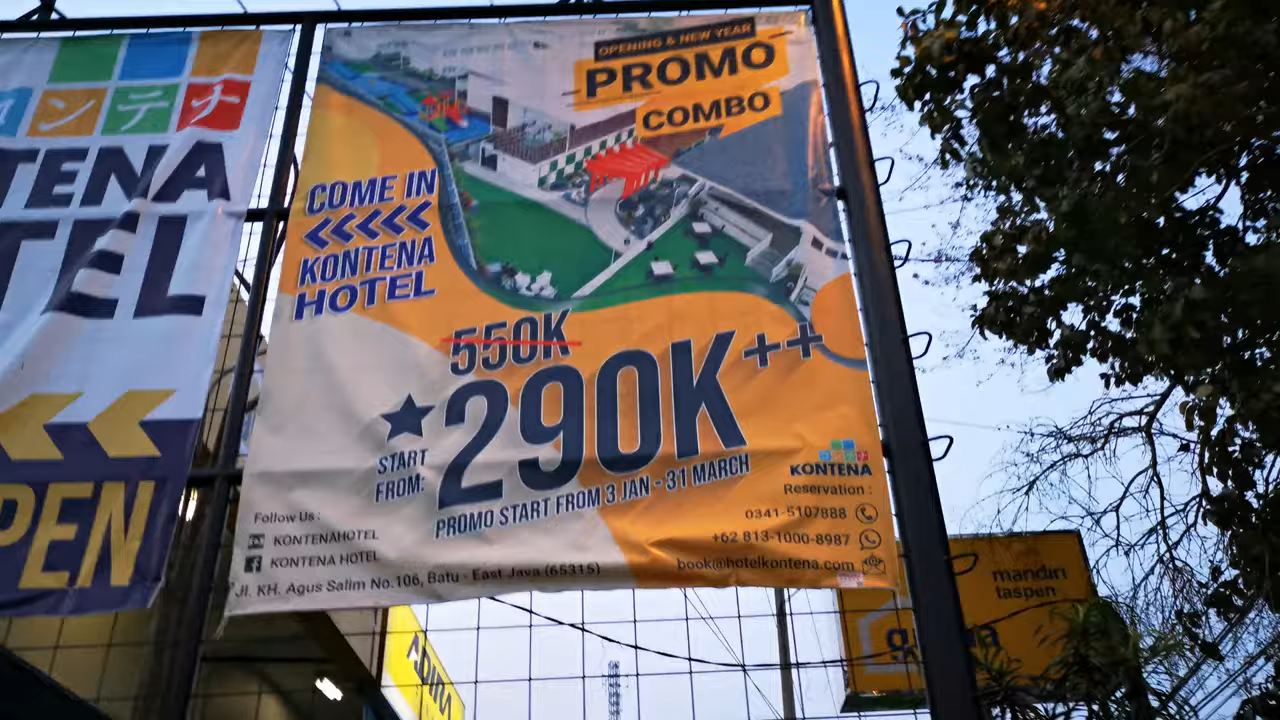 ンテナ
TENA
TEL
PEN
OPENING & NEW YEAR
PROMO
COMBO
COME IN
KONTENA
HOTEL
550K
290K++
START
FROM:
PROMO START FROM 3 JAN - 31 MARCH
KONTENA
Reservation :
0341-5107888
+62 813-1000-8987
book@hotelkontena.com
Follow Us :
KONTENAHOTEL
KONTENA HOTEL
JL. KH. Agus Salim No.106, Batu - East Java (65315)
mandiri
taspen
ADIRA